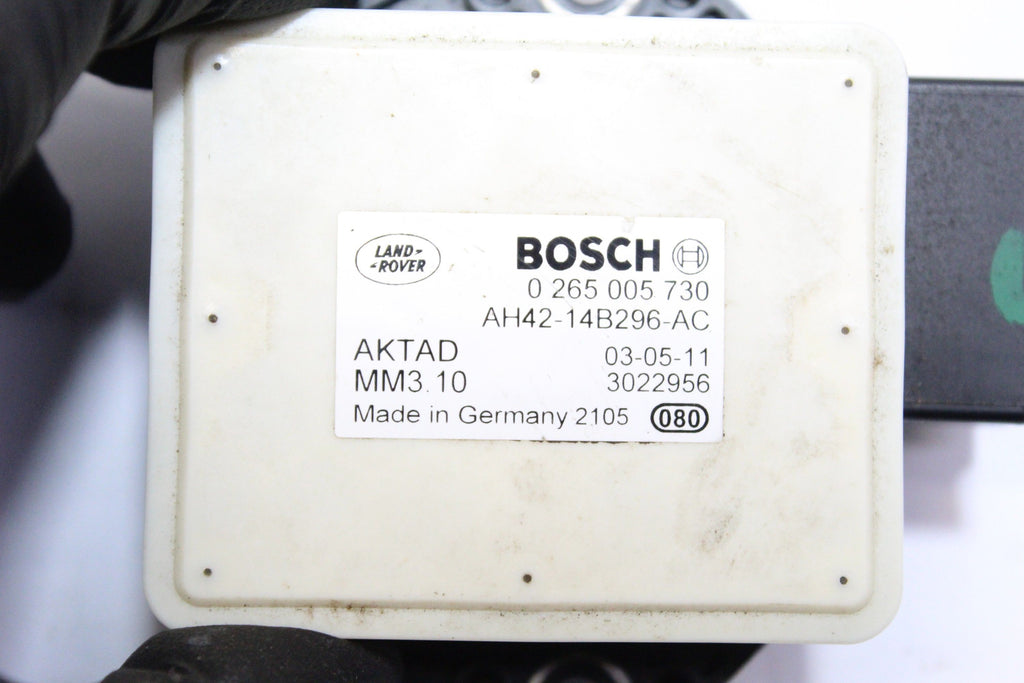 LAND-
-ROVER
BOSCH
0 265 005 730
AH42-14B296-AC
AKTAD 03-05-11
MM3.10 3022956
Made in Germany 2105 080